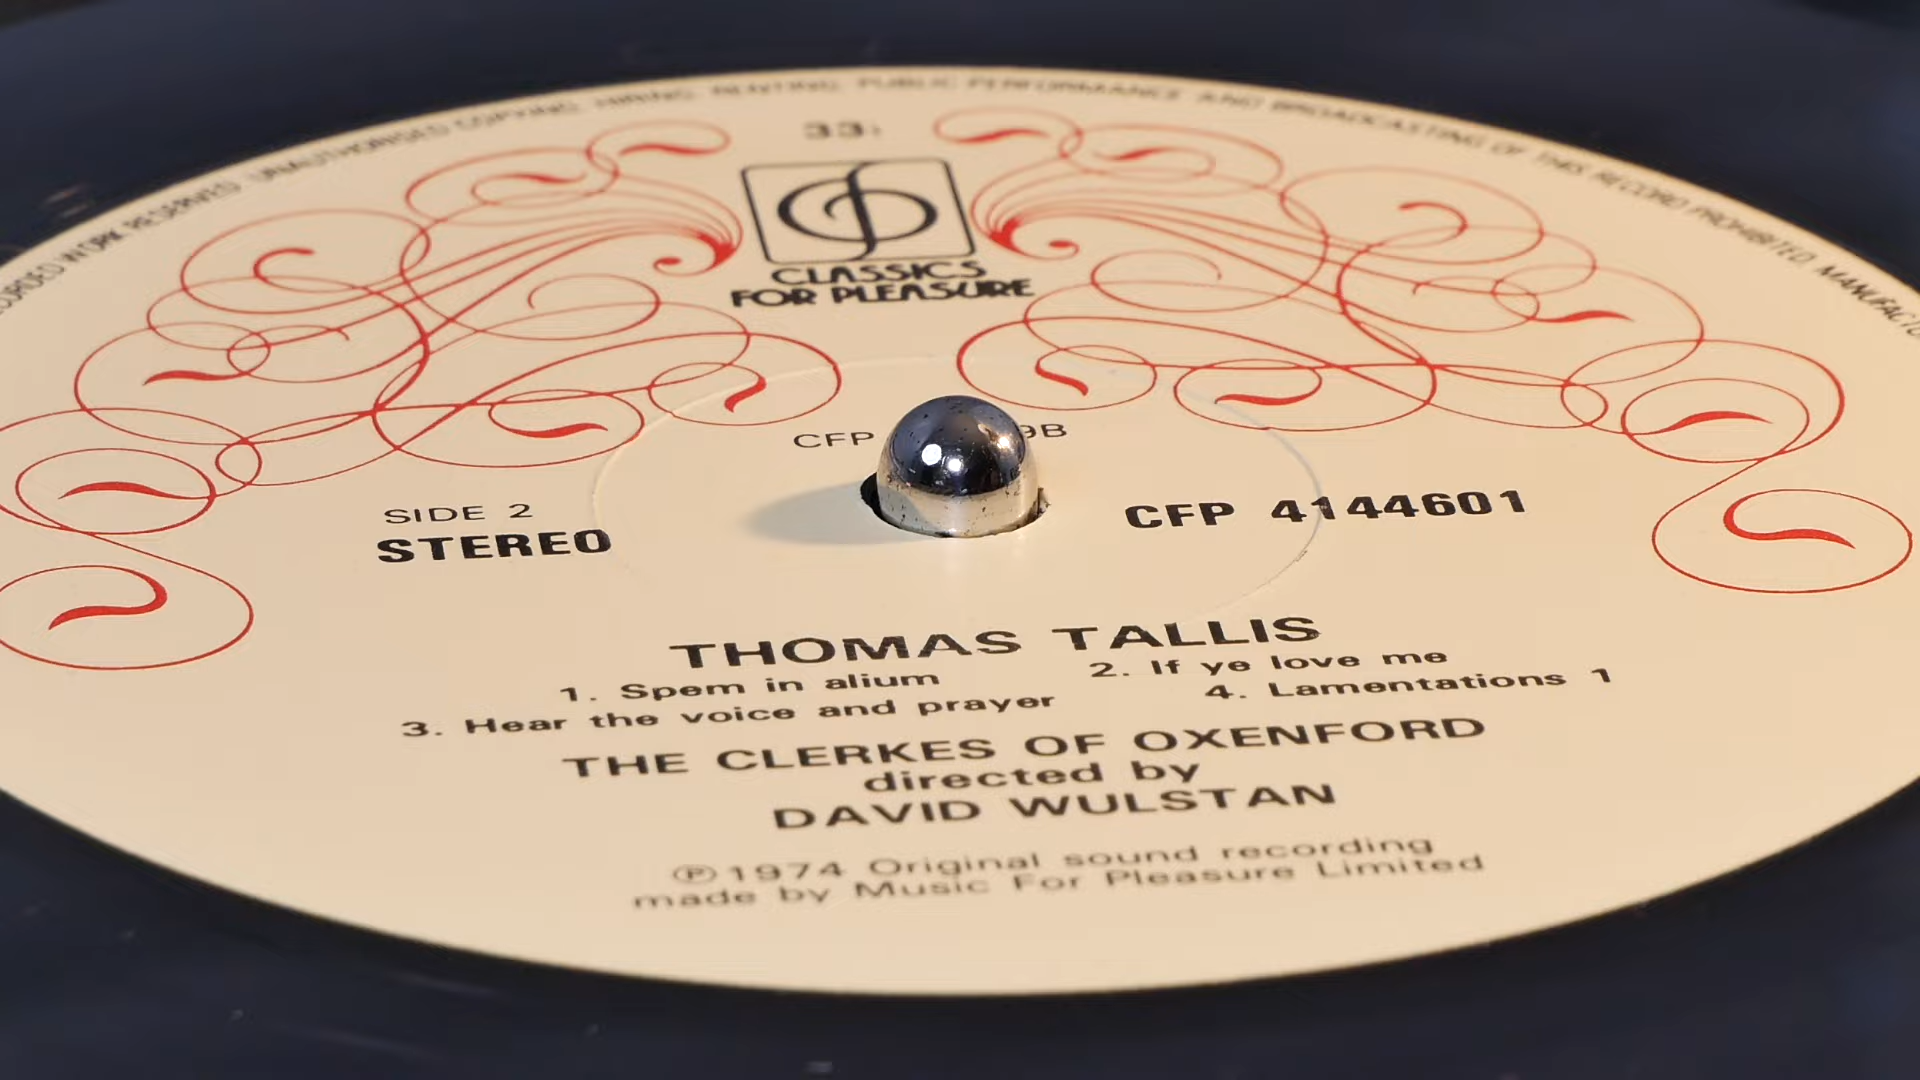 RECORDED WORK RESERVED UNAUTHORISED COPYING HIRING RENTING PUBLIC PERFORMANCE AND BROADCASTING OF THIS RECORD PROHIBITED. MANUFACTU
33⅓
CLASSICS
FOR PLEASURE
CFP 9B
SIDE 2
STEREO
CFP 4144601
THOMAS TALLIS
1. Spem in alium 2. If ye love me
3. Hear the voice and prayer 4. Lamentations 1
THE CLERKES OF OXENFORD
directed by
DAVID WULSTAN
℗1974 Original sound recording
made by Music For Pleasure Limited